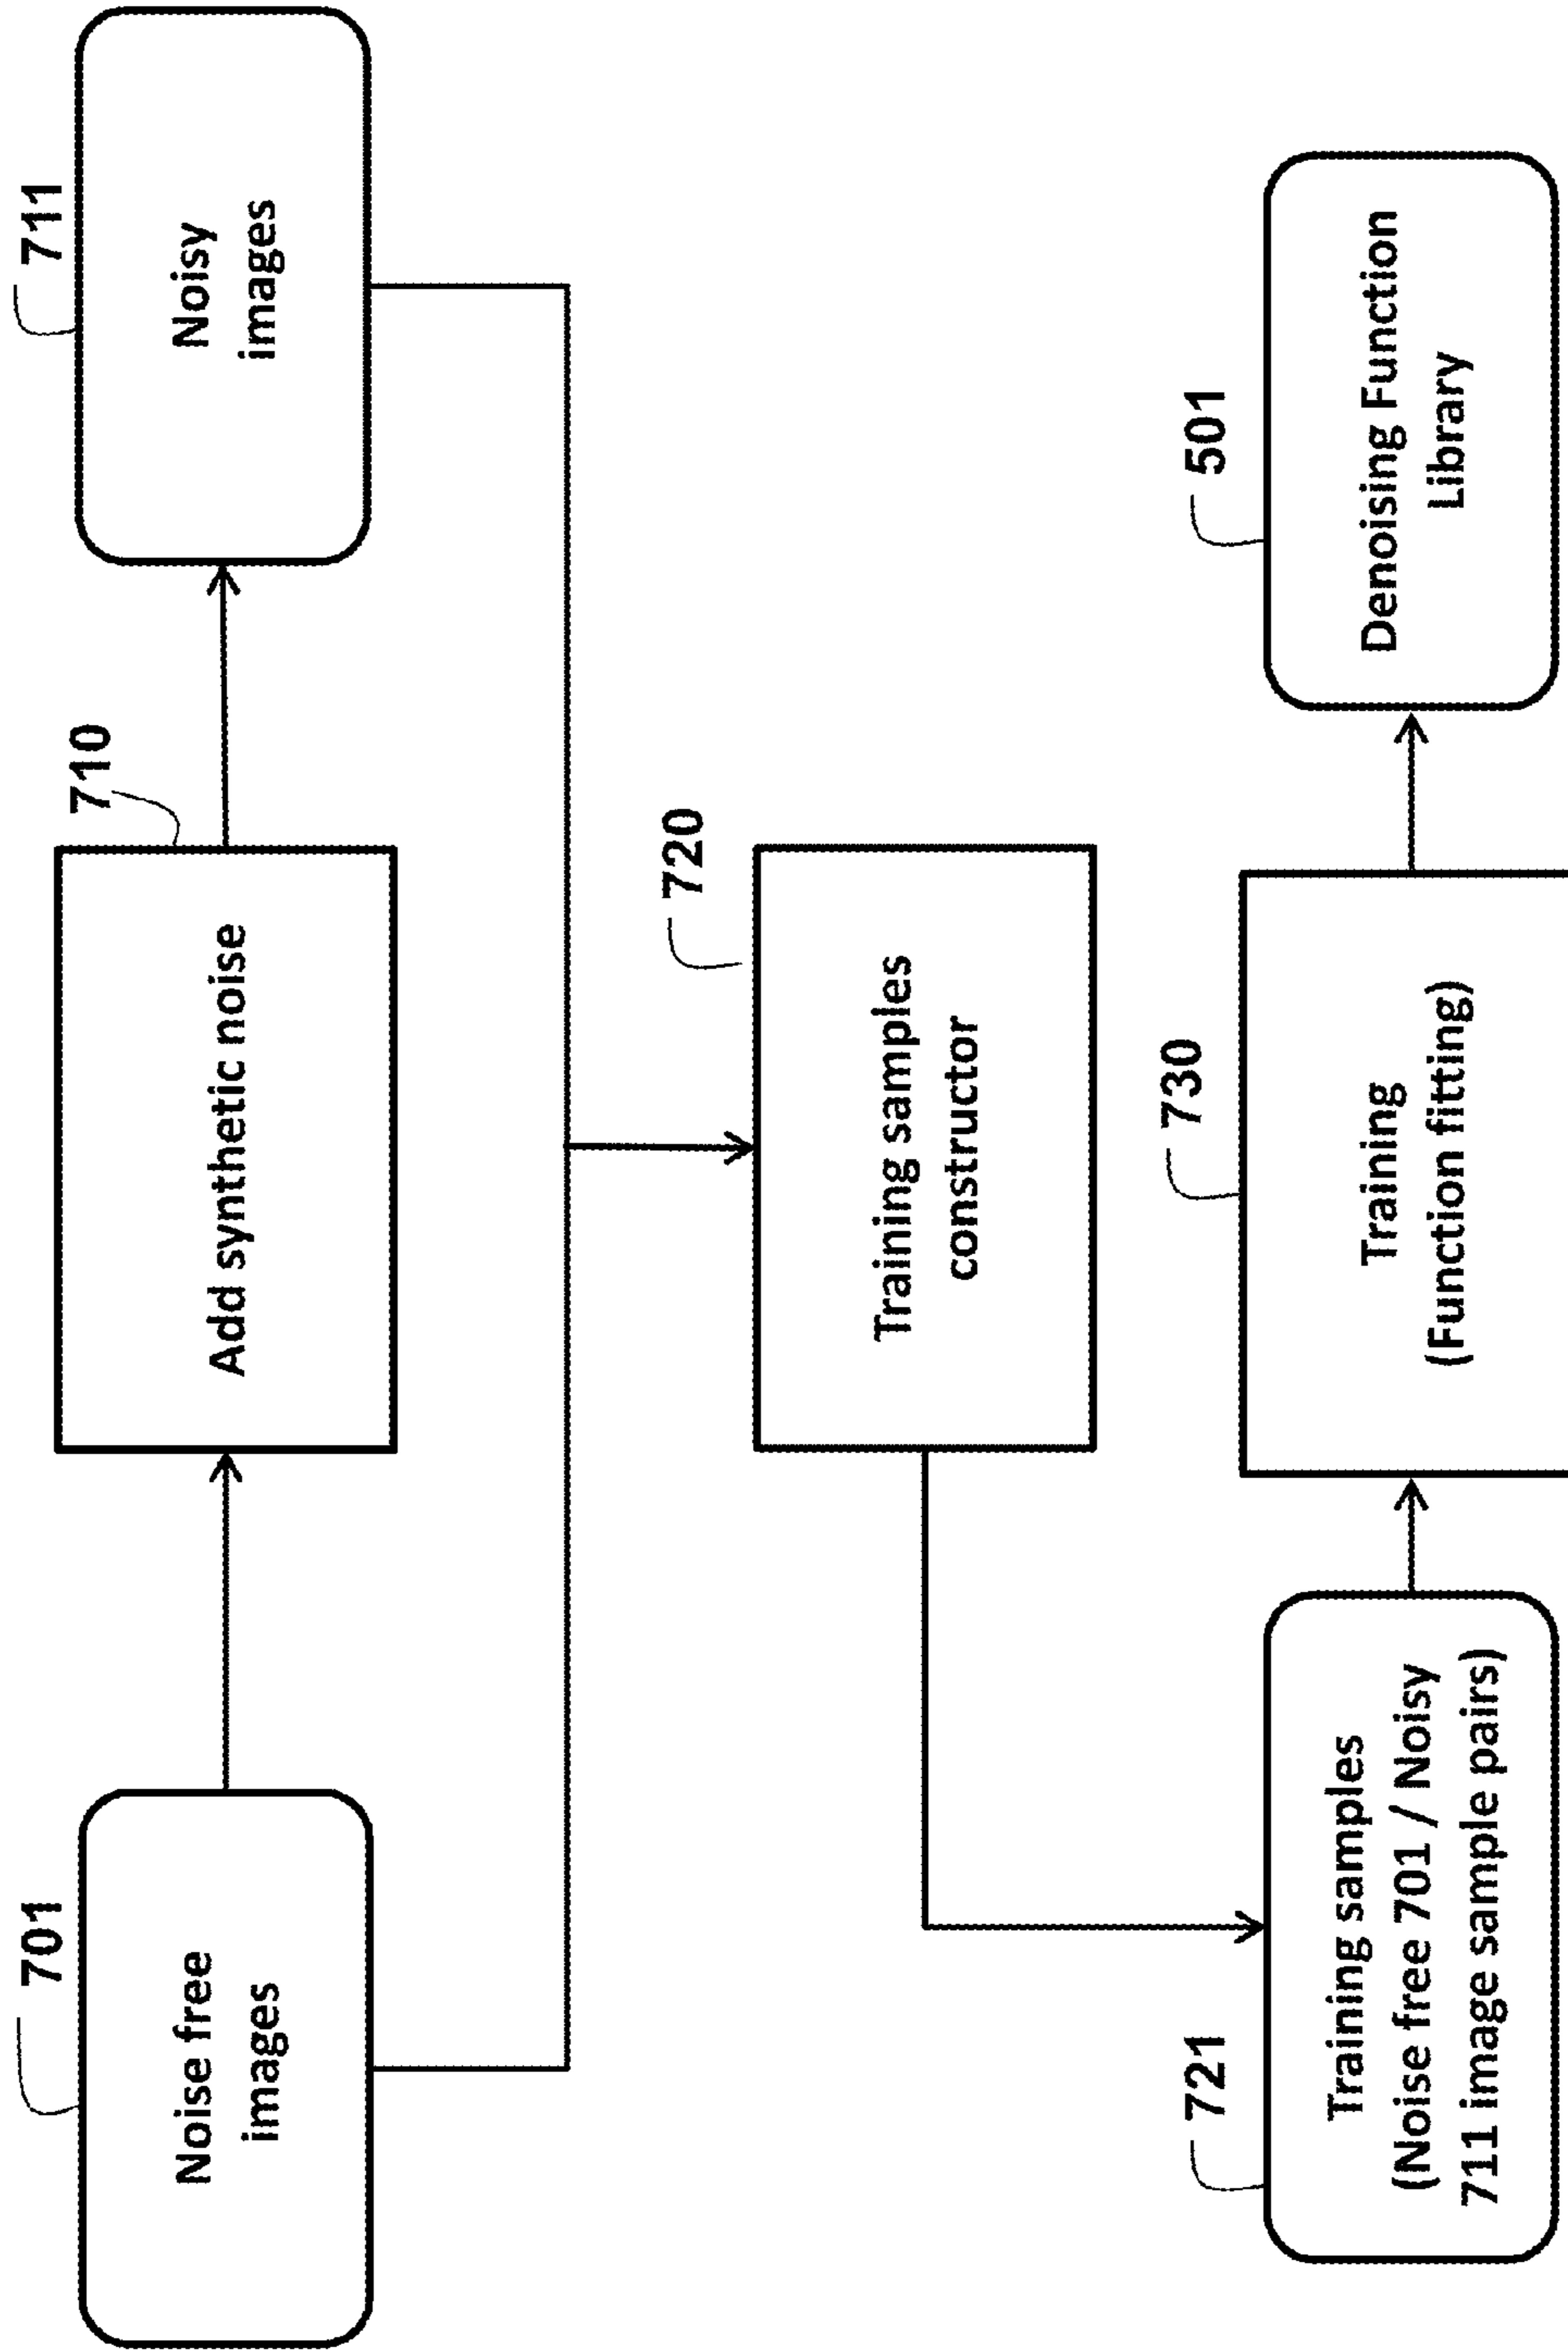 701
Noise free
images
710
Add synthetic noise
711
Noisy
images
720
Training samples
constructor
721
Training samples
(Noise free 701 / Noisy
711 image sample pairs)
730
Training
(Function fitting)
501
Denoising Function
Library